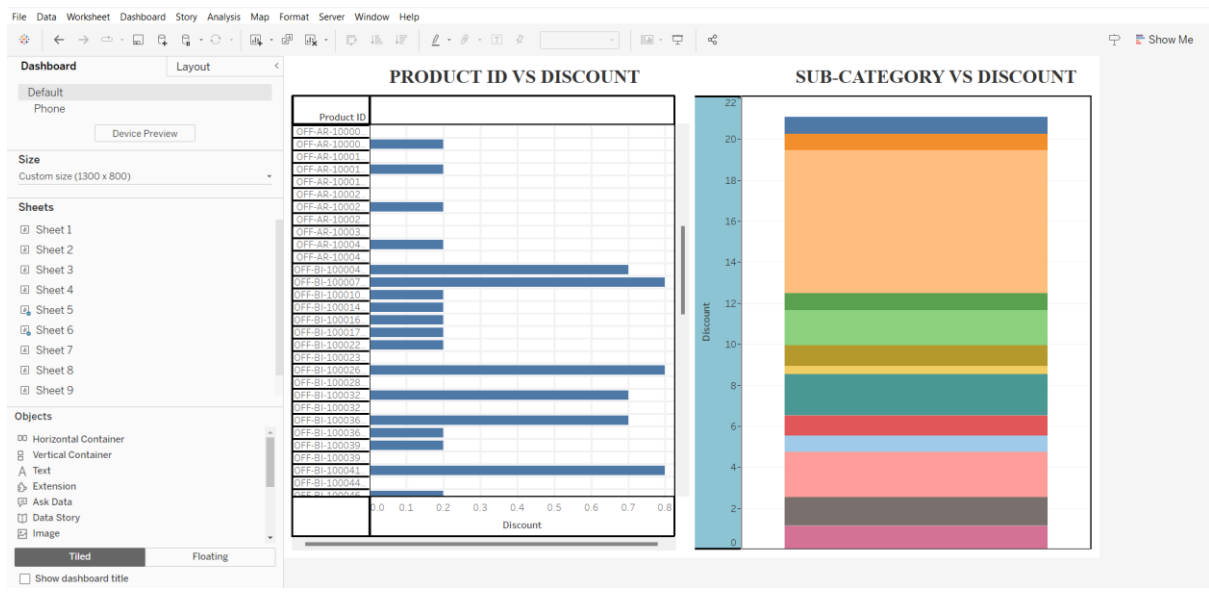 File Data Worksheet Dashboard Story Analysis Map Format Server Window Help
Show Me
Dashboard Layout
Default
Phone
Device Preview
Size
Custom size (1300 x 800)
Sheets
Sheet 1
Sheet 2
Sheet 3
Sheet 4
Sheet 5
Sheet 6
Sheet 7
Sheet 8
Sheet 9
Objects
Horizontal Container
Vertical Container
Text
Extension
Ask Data
Data Story
Image
Tiled Floating
Show dashboard title
PRODUCT ID VS DISCOUNT
Product ID
OFF-AR-10000..
OFF-AR-10000..
OFF-AR-10001..
OFF-AR-10001..
OFF-AR-10001..
OFF-AR-10002..
OFF-AR-10002..
OFF-AR-10002..
OFF-AR-10003..
OFF-AR-10004..
OFF-AR-10004..
OFF-BI-100004..
OFF-BI-100007..
OFF-BI-100010..
OFF-BI-100014..
OFF-BI-100016..
OFF-BI-100017..
OFF-BI-100022..
OFF-BI-100023..
OFF-BI-100026..
OFF-BI-100028..
OFF-BI-100032..
OFF-BI-100032..
OFF-BI-100036..
OFF-BI-100036..
OFF-BI-100039..
OFF-BI-100039..
OFF-BI-100041..
OFF-BI-100044..
OFF-BI-100046..
0.0 0.1 0.2 0.3 0.4 0.5 0.6 0.7 0.8
Discount
SUB-CATEGORY VS DISCOUNT
22
20
18
16
14
12
10
8
6
4
2
0
Discount